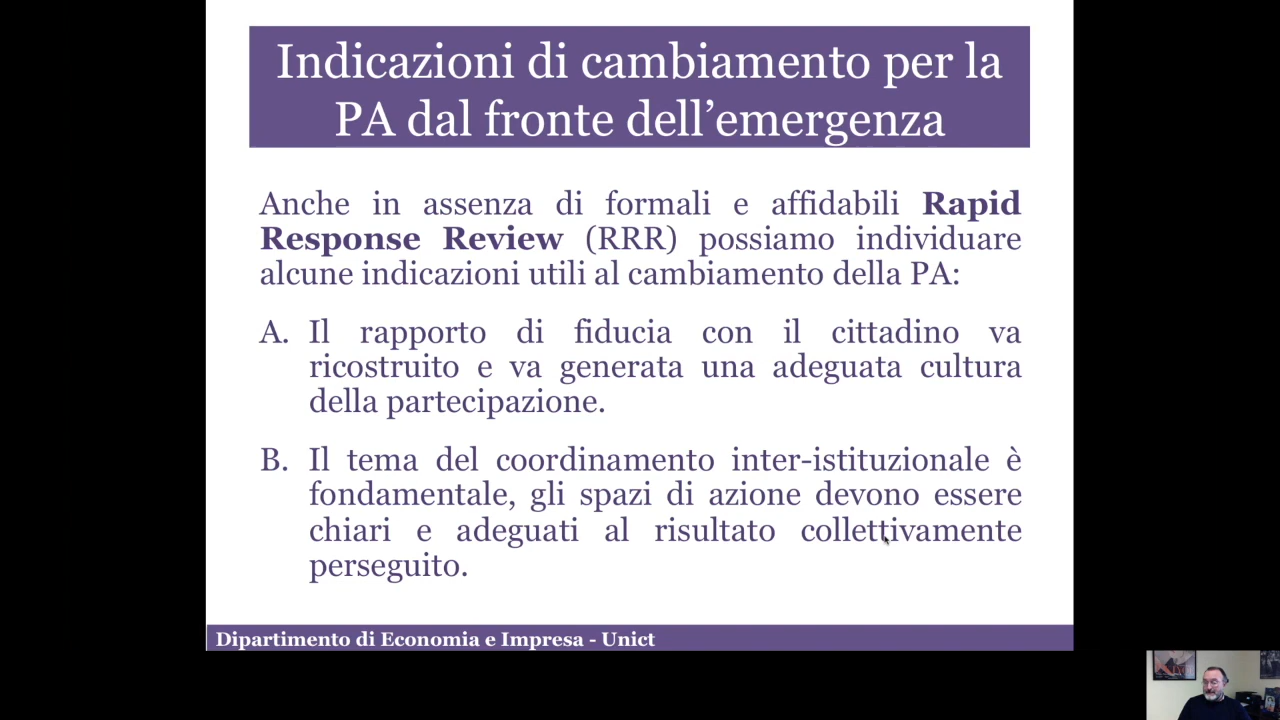 Indicazioni di cambiamento per la
PA dal fronte dell’emergenza
Anche in assenza di formali e affidabili Rapid
Response Review (RRR) possiamo individuare
alcune indicazioni utili al cambiamento della PA:
A. Il rapporto di fiducia con il cittadino va
ricostruito e va generata una adeguata cultura
della partecipazione.
B. Il tema del coordinamento inter-istituzionale è
fondamentale, gli spazi di azione devono essere
chiari e adeguati al risultato collettivamente
perseguito.
Dipartimento di Economia e Impresa - Unict